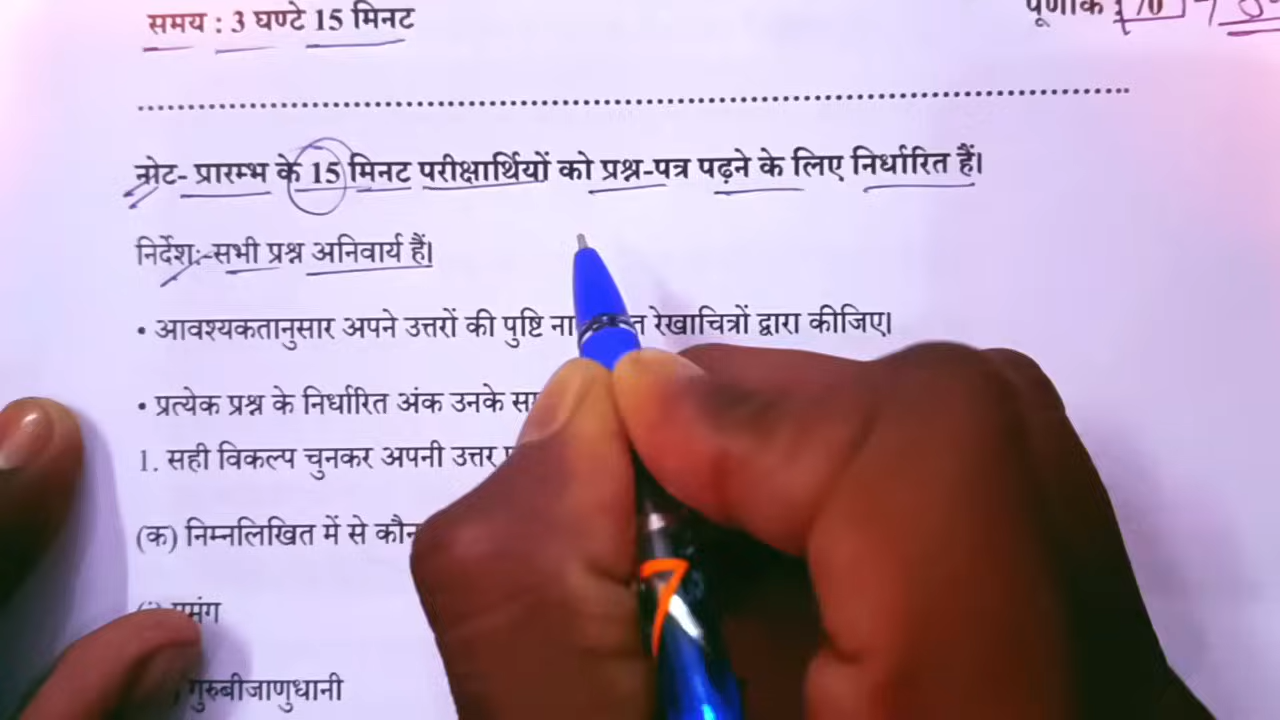 समय : 3 घण्टे 15 मिनट
पूर्णांक : 70
नोट- प्रारम्भ के 15 मिनट परीक्षार्थियों को प्रश्न-पत्र पढ़ने के लिए निर्धारित हैं।
निर्देश:-सभी प्रश्न अनिवार्य हैं।
• आवश्यकतानुसार अपने उत्तरों की पुष्टि रेखाचित्रों द्वारा कीजिए।
• प्रत्येक प्रश्न के निर्धारित अंक उनके
1. सही विकल्प चुनकर अपनी उत्तर
(क) निम्नलिखित में से
गुरुबीजाणुधानी